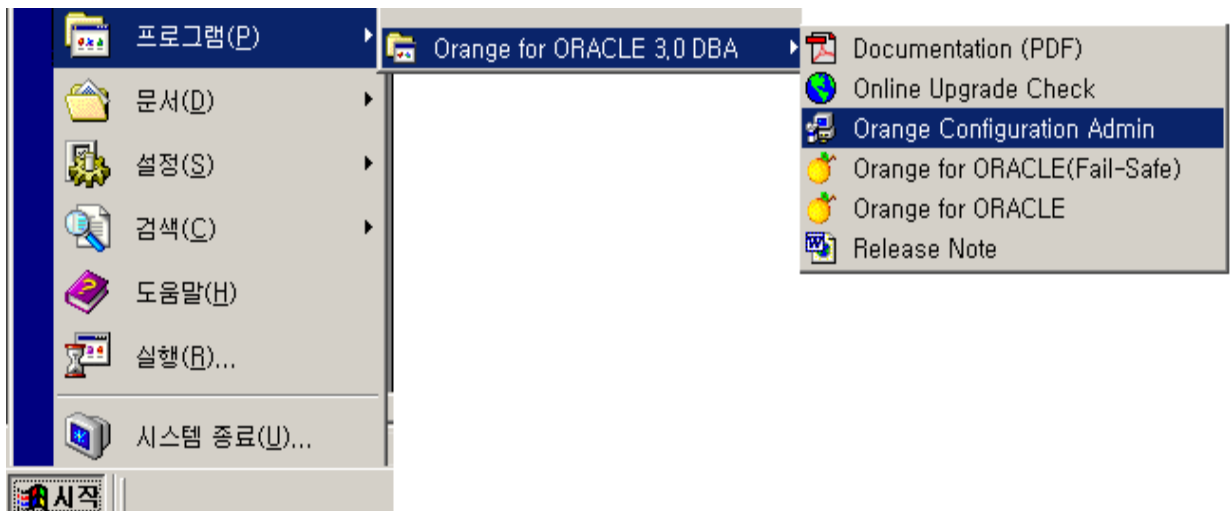 프로그램(P)
문서(D)
설정(S)
검색(C)
도움말(H)
실행(R)...
시스템 종료(U)...
시작
Orange for ORACLE 3,0 DBA
Documentation (PDF)
Online Upgrade Check
Orange Configuration Admin
Orange for ORACLE(Fail-Safe)
Orange for ORACLE
Release Note